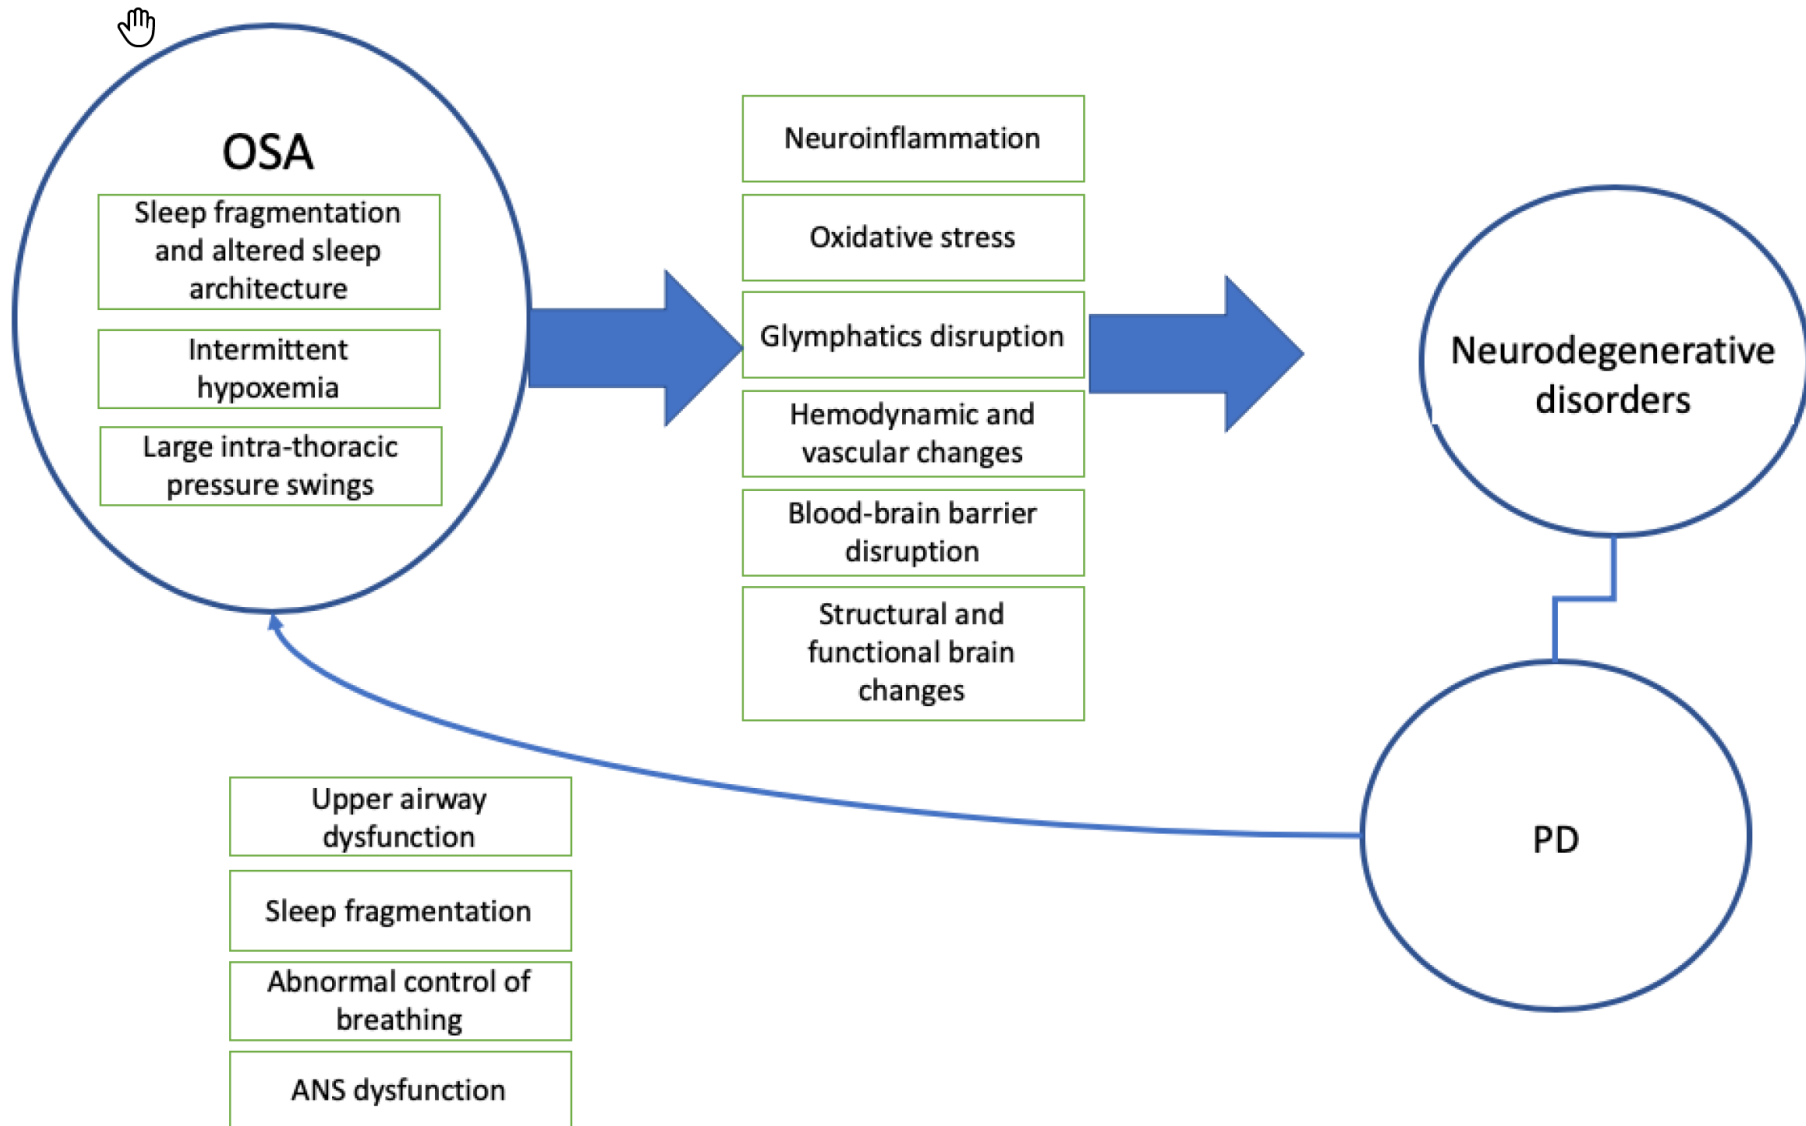 OSA
Sleep fragmentation
and altered sleep
architecture
Intermittent
hypoxemia
Large intra-thoracic
pressure swings
Neuroinflammation
Oxidative stress
Glymphatics disruption
Hemodynamic and
vascular changes
Blood-brain barrier
disruption
Structural and
functional brain
changes
Neurodegenerative
disorders
PD
Upper airway
dysfunction
Sleep fragmentation
Abnormal control of
breathing
ANS dysfunction